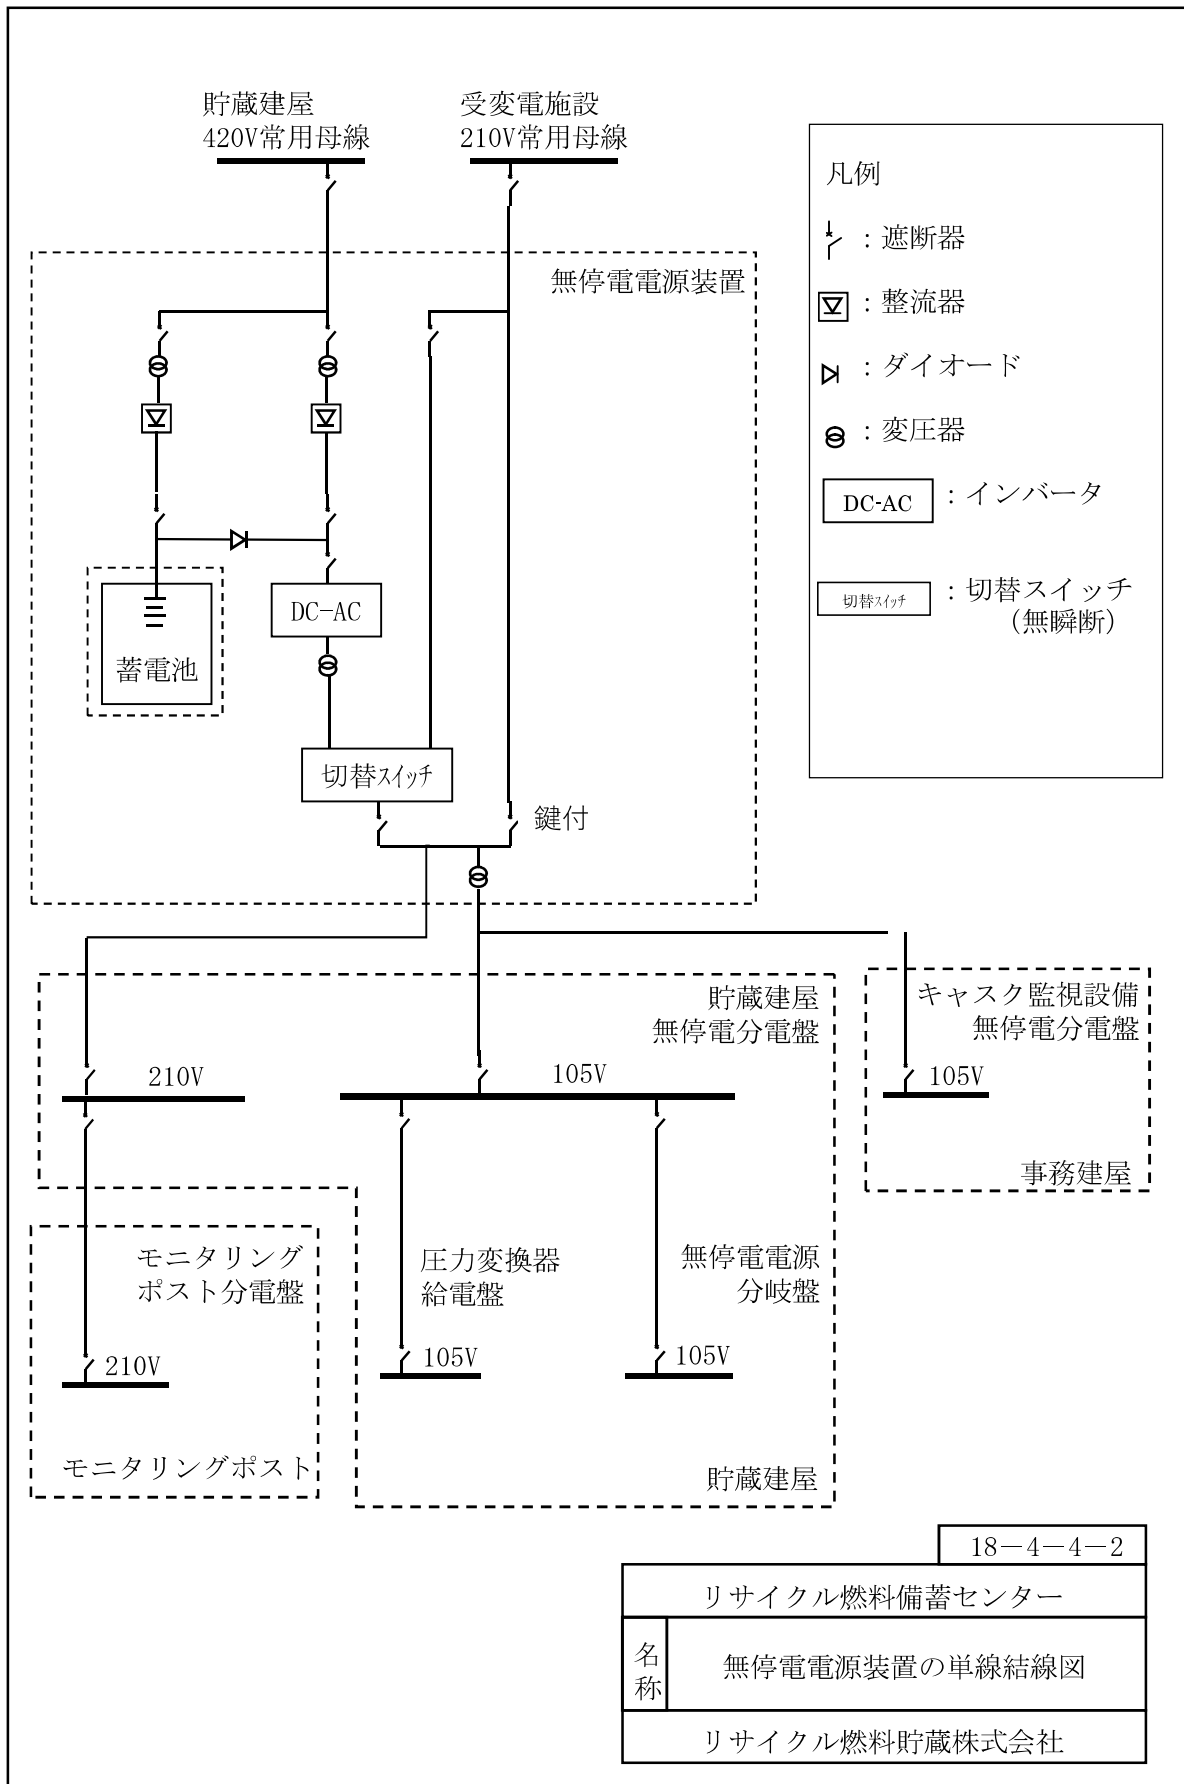 貯蔵建屋
420V常用母線
受変電施設
210V常用母線
凡例
：遮断器
：整流器
：ダイオード
：変圧器
DC-AC
：インバータ
切替スイッチ
：切替スイッチ
（無瞬断）
無停電電源装置
DC−AC
蓄電池
切替スイッチ
鍵付
貯蔵建屋
無停電分電盤
キャスク監視設備
無停電分電盤
210V
105V
105V
事務建屋
モニタリング
ポスト分電盤
圧力変換器
給電盤
無停電電源
分岐盤
210V
105V
105V
モニタリングポスト
貯蔵建屋
18−4−4−2
リサイクル燃料備蓄センター
名称
無停電電源装置の単線結線図
リサイクル燃料貯蔵株式会社